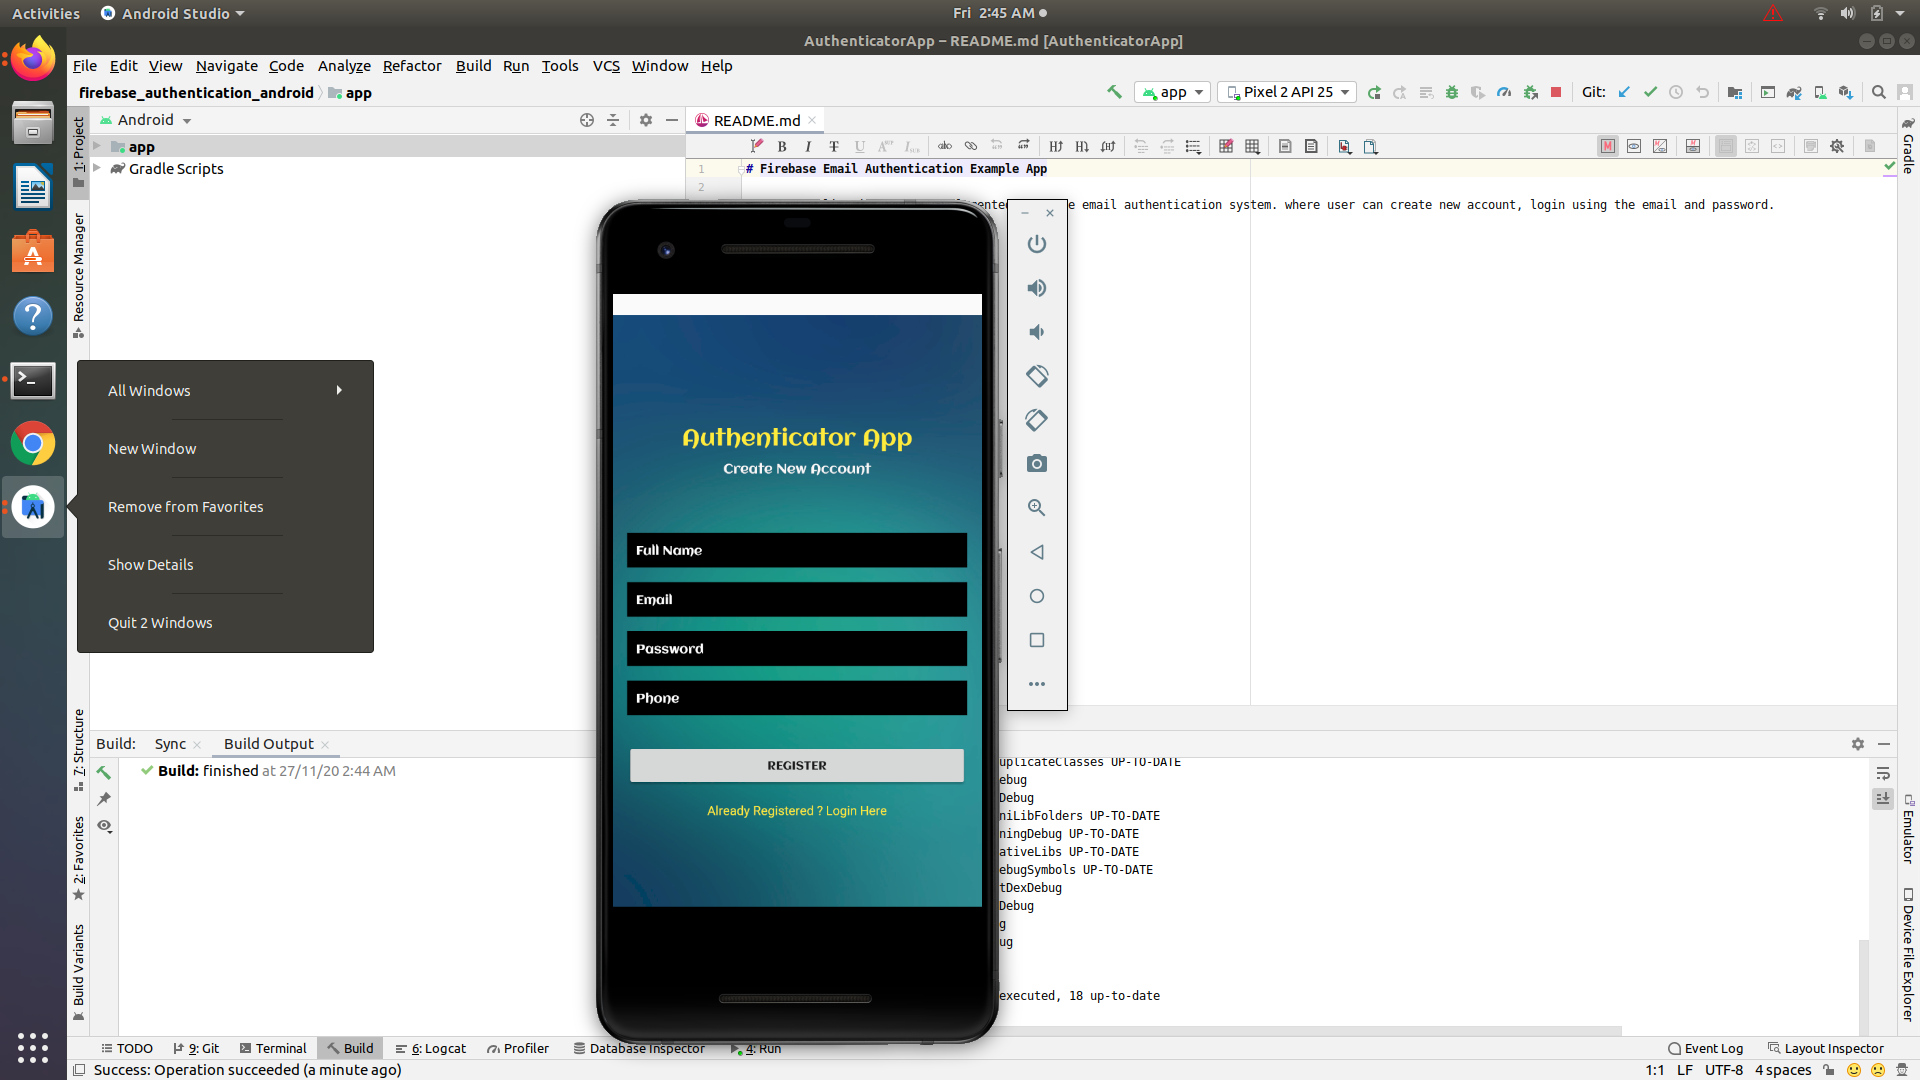 Activities
Android Studio
Fri 2:45 AM
AuthenticatorApp – README.md [AuthenticatorApp]
File Edit View Navigate Code Analyze Refactor Build Run Tools VCS Window Help
firebase_authentication_android app
app
Pixel 2 API 25
Git:
1: Project
Android
README.md
app
Gradle Scripts
1 # Firebase Email Authentication Example App
2
e email authentication system. where user can create new account, login using the email and password.
Gradle
Resource Manager
All Windows
New Window
Remove from Favorites
Show Details
Quit 2 Windows
Authenticator App
Create New Account
Full Name
Email
Password
Phone
REGISTER
Already Registered ? Login Here
7: Structure
2: Favorites
Build Variants
Build: Sync Build Output
Build: finished at 27/11/20 2:44 AM
uplicateClasses UP-TO-DATE
ebug
Debug
niLibFolders UP-TO-DATE
ningDebug UP-TO-DATE
ativeLibs UP-TO-DATE
ebugSymbols UP-TO-DATE
tDexDebug
Debug
g
ug
executed, 18 up-to-date
Emulator
Device File Explorer
TODO 9: Git Terminal Build 6: Logcat Profiler Database Inspector 4: Run
Event Log Layout Inspector
Success: Operation succeeded (a minute ago)
1:1 LF UTF-8 4 spaces